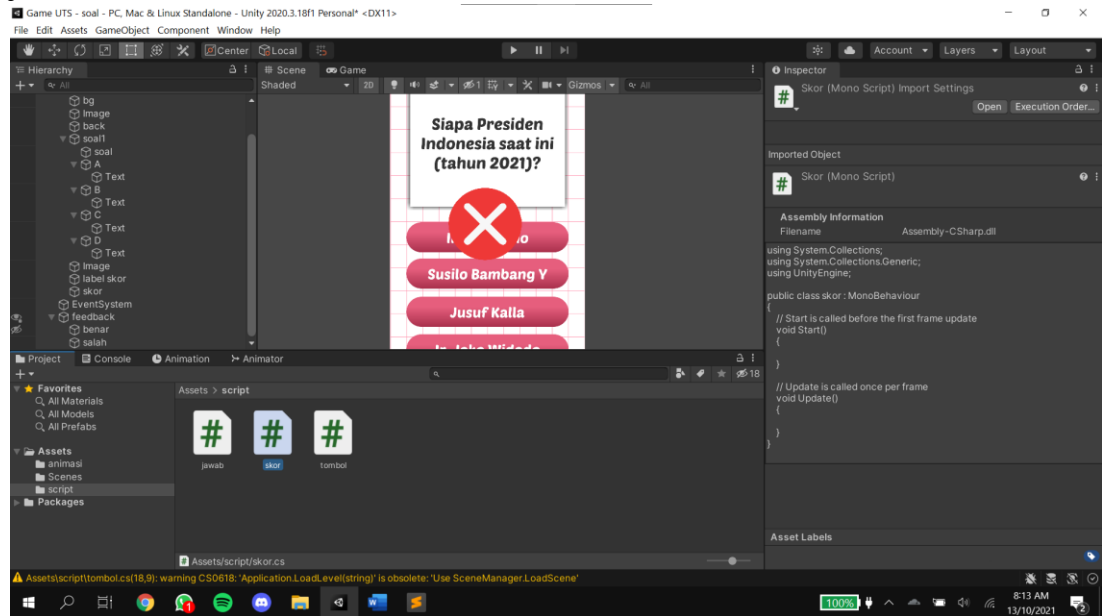 Game UTS - soal - PC, Mac & Linux Standalone - Unity 2020.3.18f1 Personal* <DX11>
File Edit Assets GameObject Component Window Help
Center Local Account Layers Layout
Hierarchy
All
bg
Image
back
soal1
soal
A
Text
B
Text
C
Text
D
Text
Image
label skor
skor
EventSystem
feedback
benar
salah
Scene Game
Shaded 2D 1 Gizmos All
Siapa Presiden
Indonesia saat ini
(tahun 2021)?
Susilo Bambang Y
Jusuf Kalla
Inspector
Skor (Mono Script) Import Settings
Open Execution Order...
Imported Object
Skor (Mono Script)
Assembly Information
Filename Assembly-CSharp.dll
using System.Collections;
using System.Collections.Generic;
using UnityEngine;
public class skor : MonoBehaviour
{
// Start is called before the first frame update
void Start()
{
}
// Update is called once per frame
void Update()
{
}
}
Asset Labels
Project Console Animation Animator
18
Favorites
All Materials
All Models
All Prefabs
Assets
animasi
Scenes
script
Packages
Assets > script
jawab skor tombol
Assets/script/skor.cs
Assets\script\tombol.cs(18,9): warning CS0618: 'Application.LoadLevel(string)' is obsolete: 'Use SceneManager.LoadScene'
100% 8:13 AM
13/10/2021 2